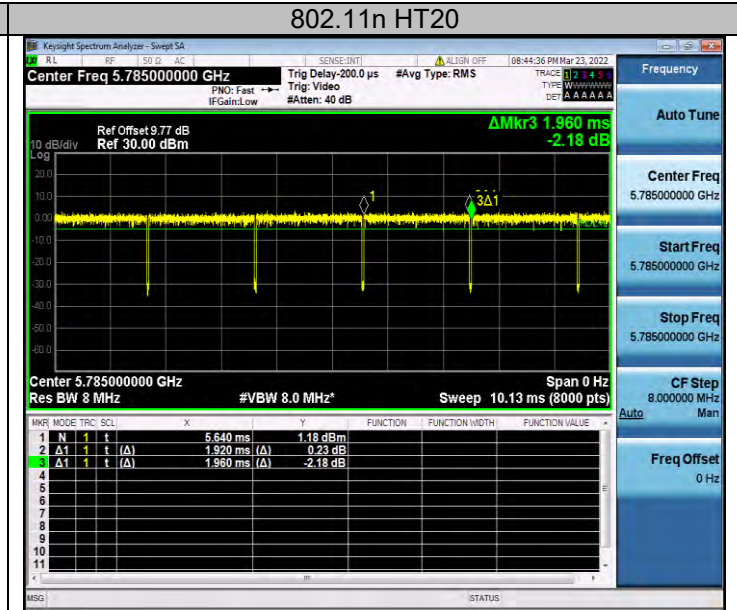 802.11n HT20
Keysight Spectrum Analyzer - Swept SA
RL RF 50 Ω AC SENSE:INT ALIGN OFF 08:44:36 PM Mar 23, 2022
Center Freq 5.785000000 GHz
PNO: Fast
IFGain:Low
Trig Delay-200.0 µs
Trig: Video
#Atten: 40 dB
#Avg Type: RMS
TRACE 1 2 3 4 5 6
TYPE
DET A A A A A A
ΔMkr3 1.960 ms
-2.18 dB
Ref Offset 9.77 dB
10 dB/div Ref 30.00 dBm
Log
20.0
10.0
0.00
-10.0
-20.0
-30.0
-40.0
-50.0
-60.0
1
3Δ1
Center 5.785000000 GHz Span 0 Hz
Res BW 8 MHz #VBW 8.0 MHz* Sweep 10.13 ms (8000 pts)
MKR MODE TRC SCL X Y FUNCTION FUNCTION WIDTH FUNCTION VALUE
1 N 1 t 5.640 ms 1.18 dBm
2 Δ1 1 t (Δ) 1.920 ms (Δ) 0.23 dB
3 Δ1 1 t (Δ) 1.960 ms (Δ) -2.18 dB
4
5
6
7
8
9
10
11
MSG STATUS
Frequency
Auto Tune
Center Freq
5.785000000 GHz
Start Freq
5.785000000 GHz
Stop Freq
5.785000000 GHz
CF Step
8.000000 MHz
Auto Man
Freq Offset
0 Hz